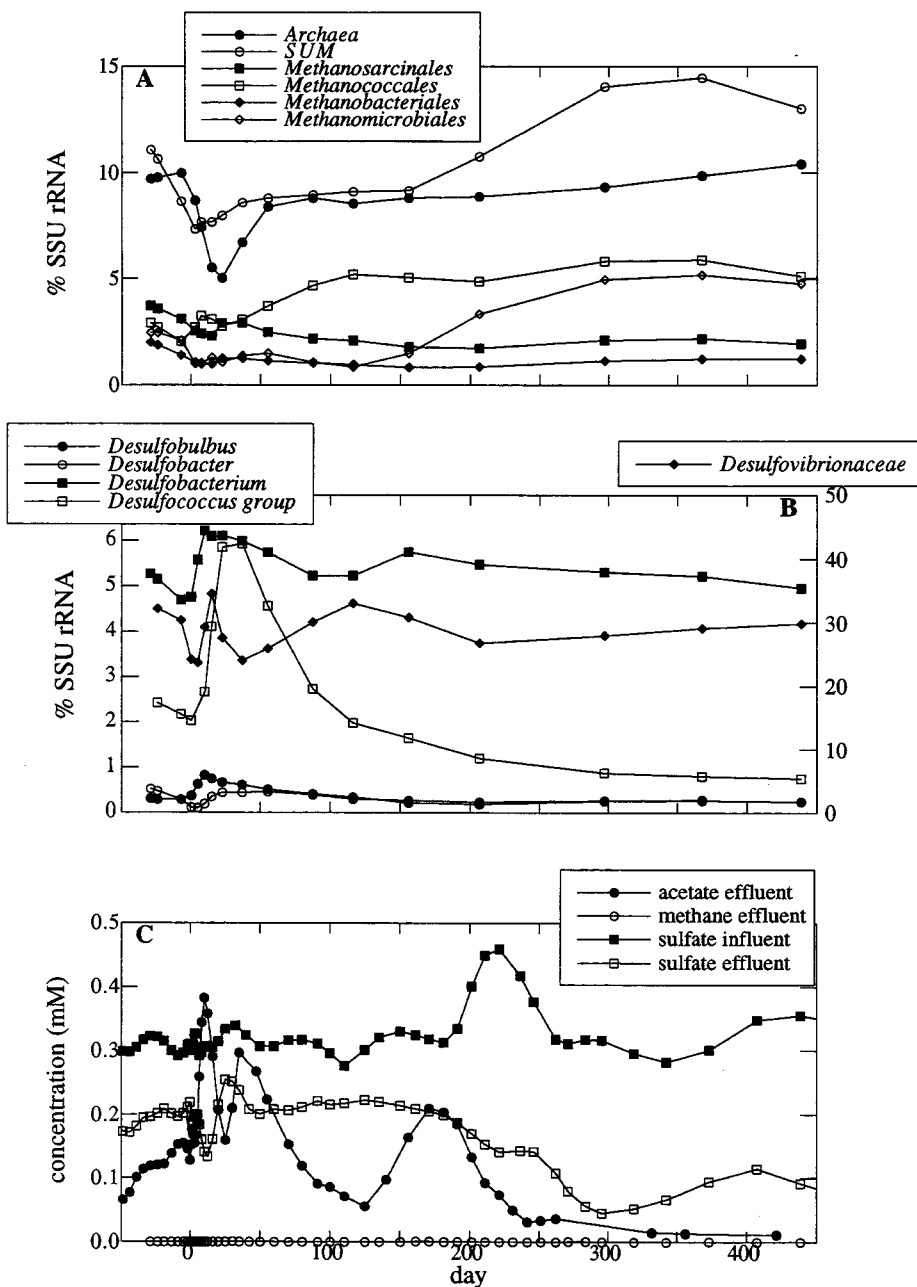 Archaea
SUM
Methanosarcinales
Methanococcales
Methanobacteriales
Methanomicrobiales
A
15
10
5
0
% SSU rRNA
Desulfobulbus
Desulfobacter
Desulfobacterium
Desulfococcus group
Desulfovibrionaceae
B
6
5
4
3
2
1
0
% SSU rRNA
50
40
30
20
10
0
acetate effluent
methane effluent
sulfate influent
sulfate effluent
C
0.5
0.4
0.3
0.2
0.1
0.0
concentration (mM)
0
100
200
300
400
day